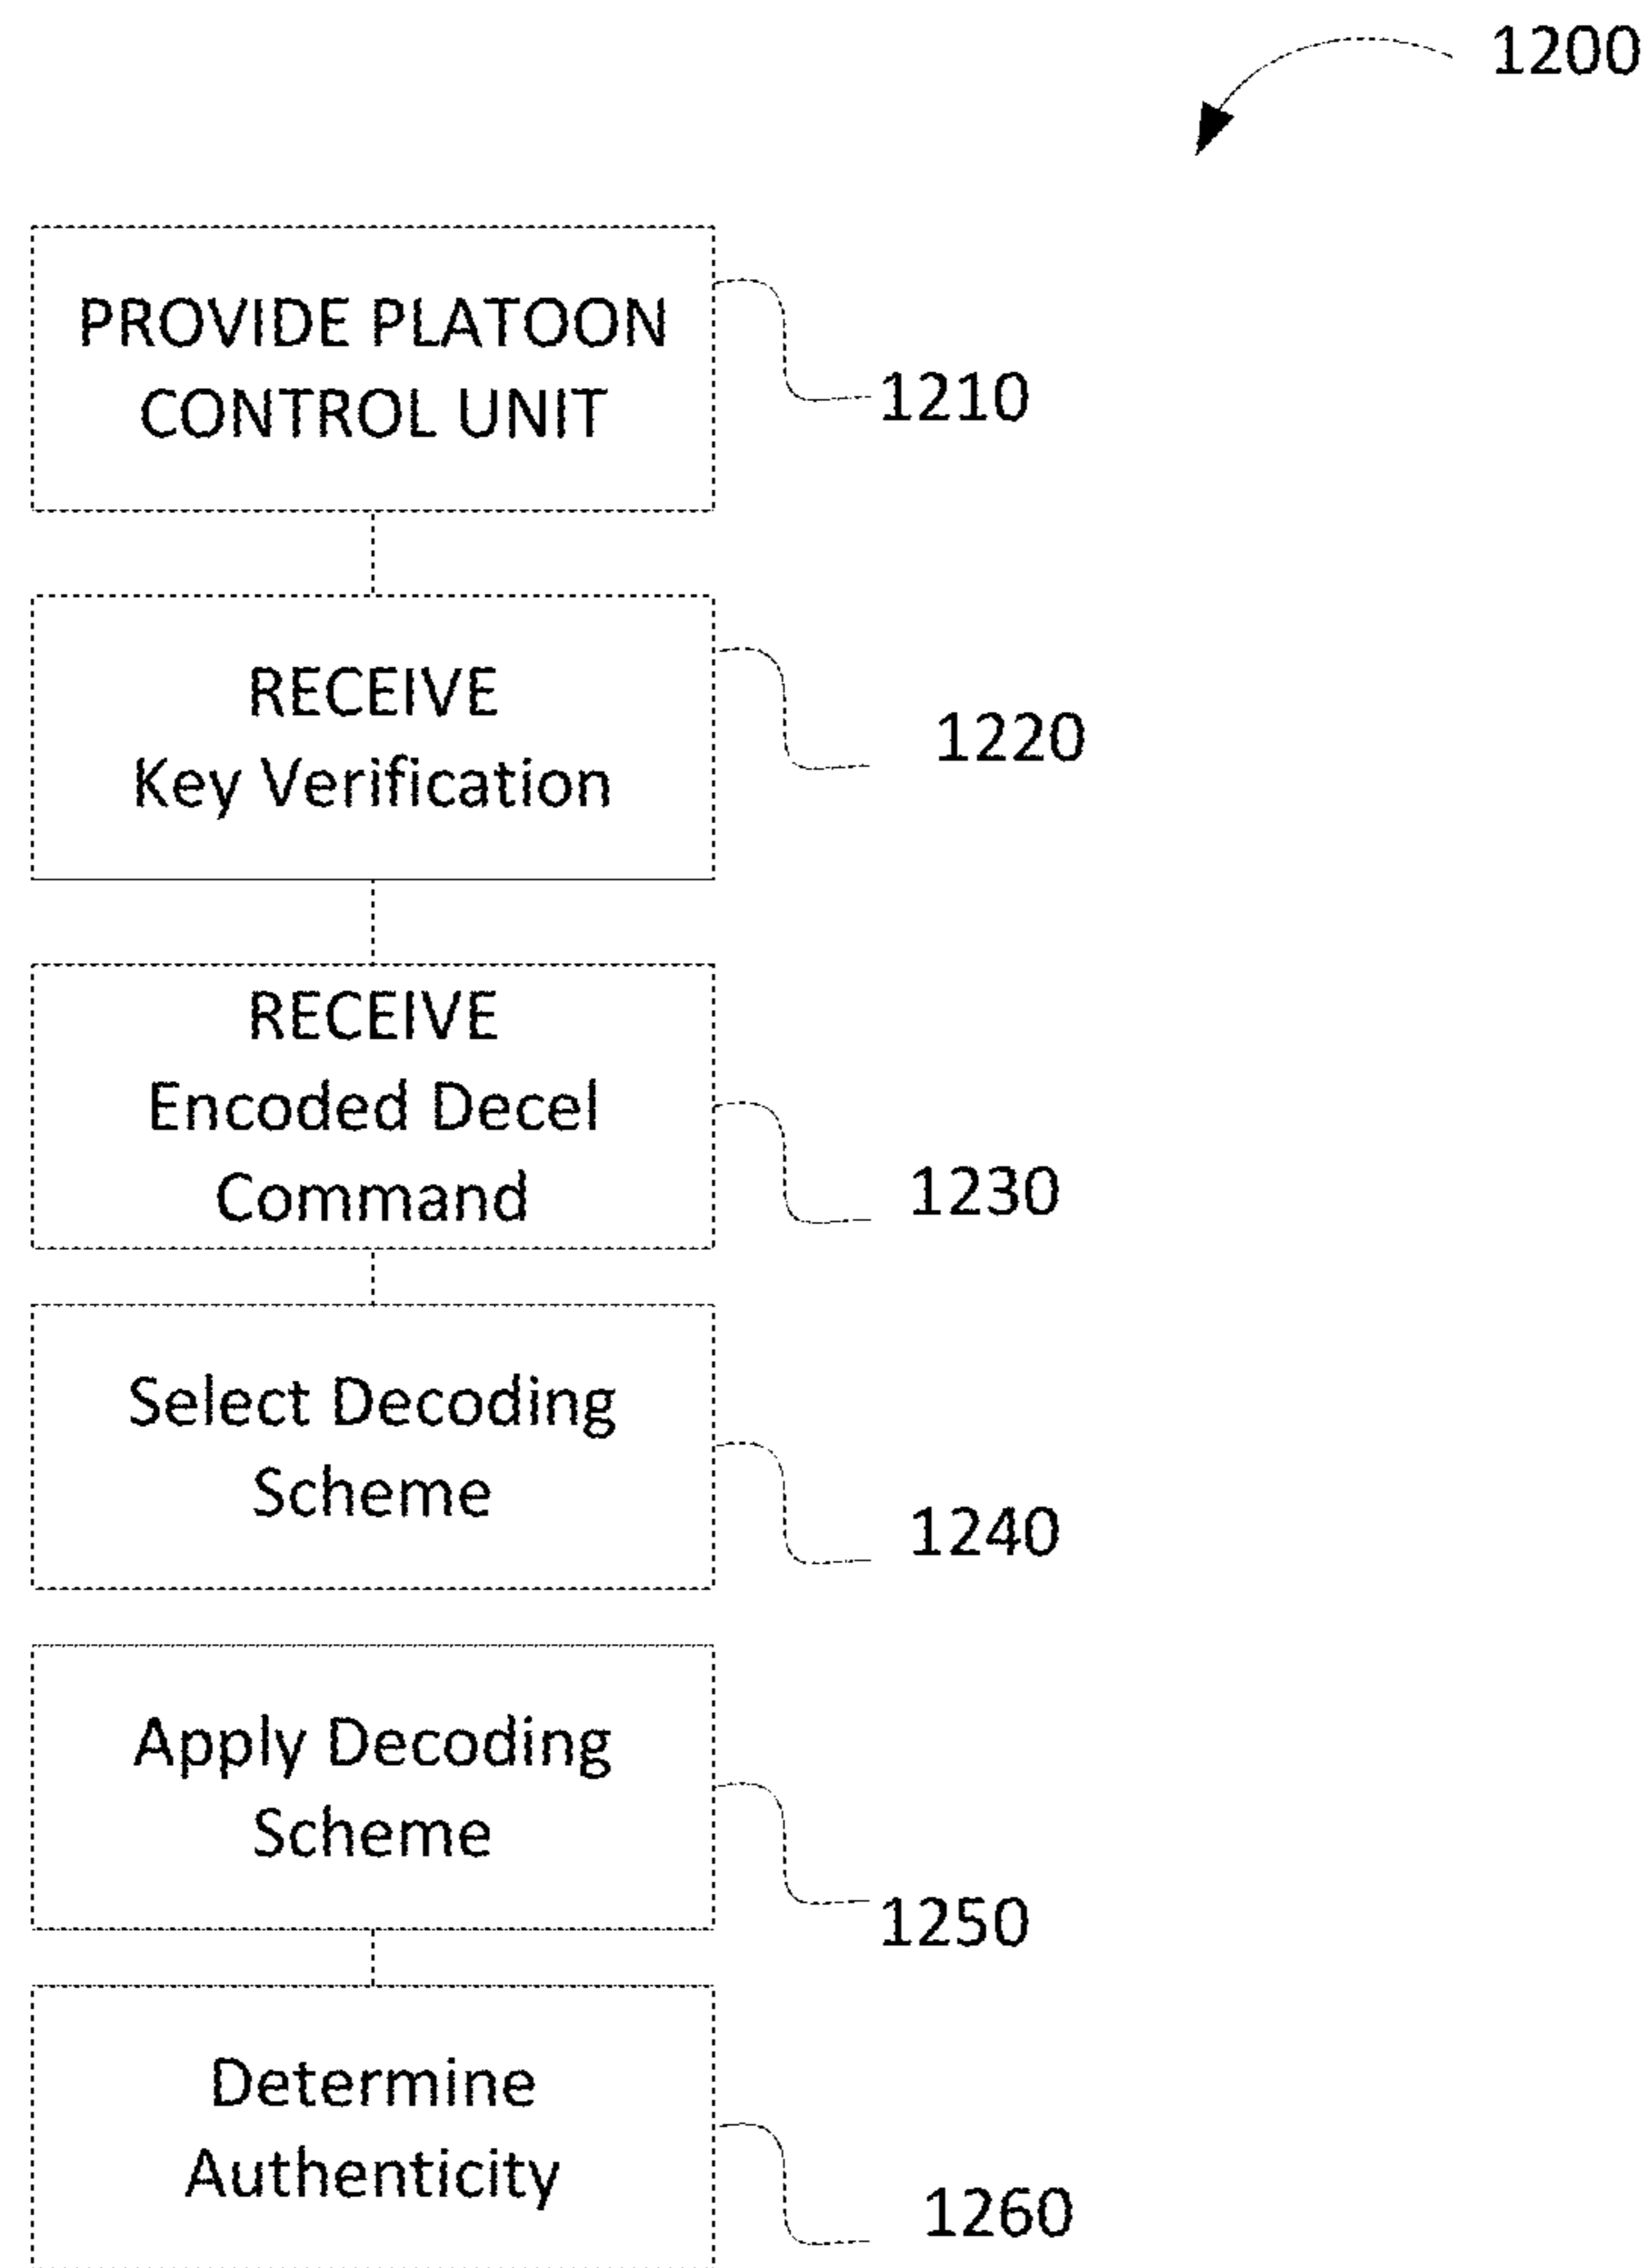 1200
PROVIDE PLATOON
CONTROL UNIT
1210
RECEIVE
Key Verification
1220
RECEIVE
Encoded Decel
Command
1230
Select Decoding
Scheme
1240
Apply Decoding
Scheme
1250
Determine
Authenticity
1260